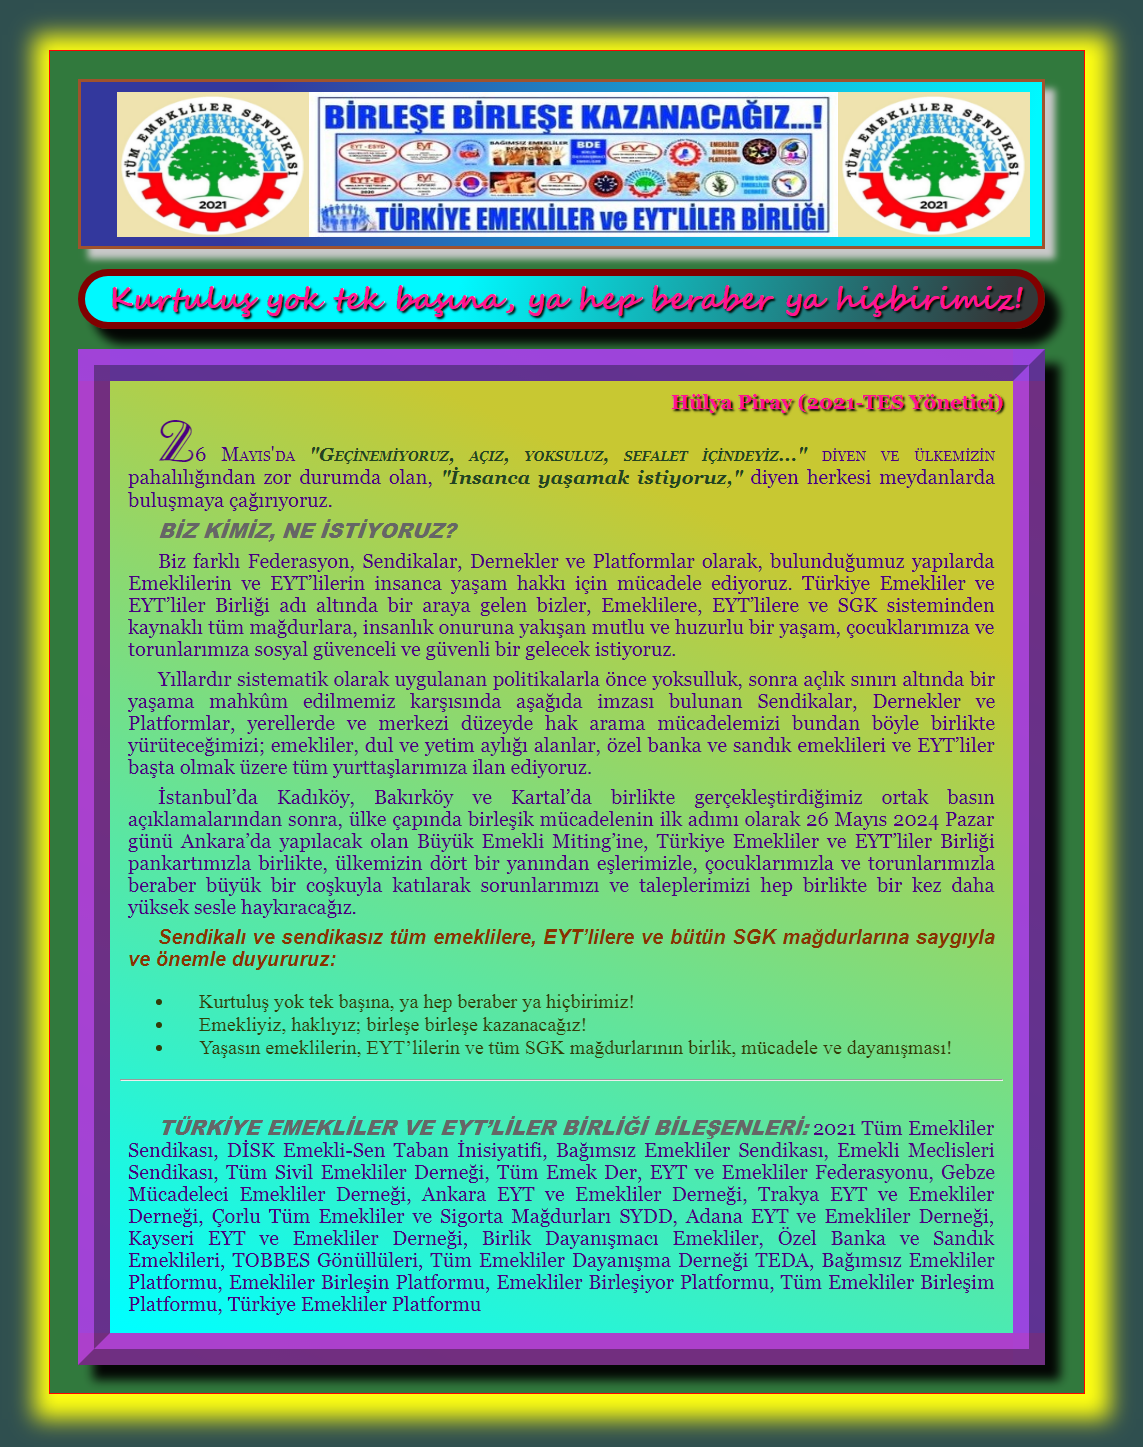 TÜM EMEKLİLER SENDİKASI
2021
BİRLEŞE BİRLEŞE KAZANACAĞIZ...!
BAĞIMSIZ EMEKLİLER PLATFORMU
BDE
EMEKLİLER BİRLEŞİN PLATFORMU
EYT-EF
EYT
TÜRKİYE EMEKLİLER ve EYT'LİLER BİRLİĞİ
TÜM EMEKLİLER SENDİKASI
2021
Kurtuluş yok tek başına, ya hep beraber ya hiçbirimiz!
Hülya Piray (2021-TES Yönetici)
26 Mayıs'da "Geçinemiyoruz, açız, yoksuluz, sefalet içindeyiz..." diyen ve ülkemizin
pahalılığından zor durumda olan, "İnsanca yaşamak istiyoruz," diyen herkesi meydanlarda
buluşmaya çağırıyoruz.
BİZ KİMİZ, NE İSTİYORUZ?
Biz farklı Federasyon, Sendikalar, Dernekler ve Platformlar olarak, bulunduğumuz yapılarda
Emeklilerin ve EYT’lilerin insanca yaşam hakkı için mücadele ediyoruz. Türkiye Emekliler ve
EYT’liler Birliği adı altında bir araya gelen bizler, Emeklilere, EYT’lilere ve SGK sisteminden
kaynaklı tüm mağdurlara, insanlık onuruna yakışan mutlu ve huzurlu bir yaşam, çocuklarımıza ve
torunlarımıza sosyal güvenceli ve güvenli bir gelecek istiyoruz.
Yıllardır sistematik olarak uygulanan politikalarla önce yoksulluk, sonra açlık sınırı altında bir
yaşama mahkûm edilmemiz karşısında aşağıda imzası bulunan Sendikalar, Dernekler ve
Platformlar, yerellerde ve merkezi düzeyde hak arama mücadelemizi bundan böyle birlikte
yürüteceğimizi; emekliler, dul ve yetim aylığı alanlar, özel banka ve sandık emeklileri ve EYT’liler
başta olmak üzere tüm yurttaşlarımıza ilan ediyoruz.
İstanbul’da Kadıköy, Bakırköy ve Kartal’da birlikte gerçekleştirdiğimiz ortak basın
açıklamalarından sonra, ülke çapında birleşik mücadelenin ilk adımı olarak 26 Mayıs 2024 Pazar
günü Ankara’da yapılacak olan Büyük Emekli Miting’ine, Türkiye Emekliler ve EYT’liler Birliği
pankartımızla birlikte, ülkemizin dört bir yanından eşlerimizle, çocuklarımızla ve torunlarımızla
beraber büyük bir coşkuyla katılarak sorunlarımızı ve taleplerimizi hep birlikte bir kez daha
yüksek sesle haykıracağız.
Sendikalı ve sendikasız tüm emeklilere, EYT’lilere ve bütün SGK mağdurlarına saygıyla
ve önemle duyururuz:
• Kurtuluş yok tek başına, ya hep beraber ya hiçbirimiz!
• Emekliyiz, haklıyız; birleşe birleşe kazanacağız!
• Yaşasın emeklilerin, EYT’lilerin ve tüm SGK mağdurlarının birlik, mücadele ve dayanışması!
TÜRKİYE EMEKLİLER VE EYT’LİLER BİRLİĞİ BİLEŞENLERİ: 2021 Tüm Emekliler
Sendikası, DİSK Emekli-Sen Taban İnisiyatifi, Bağımsız Emekliler Sendikası, Emekli Meclisleri
Sendikası, Tüm Sivil Emekliler Derneği, Tüm Emek Der, EYT ve Emekliler Federasyonu, Gebze
Mücadeleci Emekliler Derneği, Ankara EYT ve Emekliler Derneği, Trakya EYT ve Emekliler
Derneği, Çorlu Tüm Emekliler ve Sigorta Mağdurları SYDD, Adana EYT ve Emekliler Derneği,
Kayseri EYT ve Emekliler Derneği, Birlik Dayanışmacı Emekliler, Özel Banka ve Sandık
Emeklileri, TOBBES Gönüllüleri, Tüm Emekliler Dayanışma Derneği TEDA, Bağımsız Emekliler
Platformu, Emekliler Birleşin Platformu, Emekliler Birleşiyor Platformu, Tüm Emekliler Birleşim
Platformu, Türkiye Emekliler Platformu